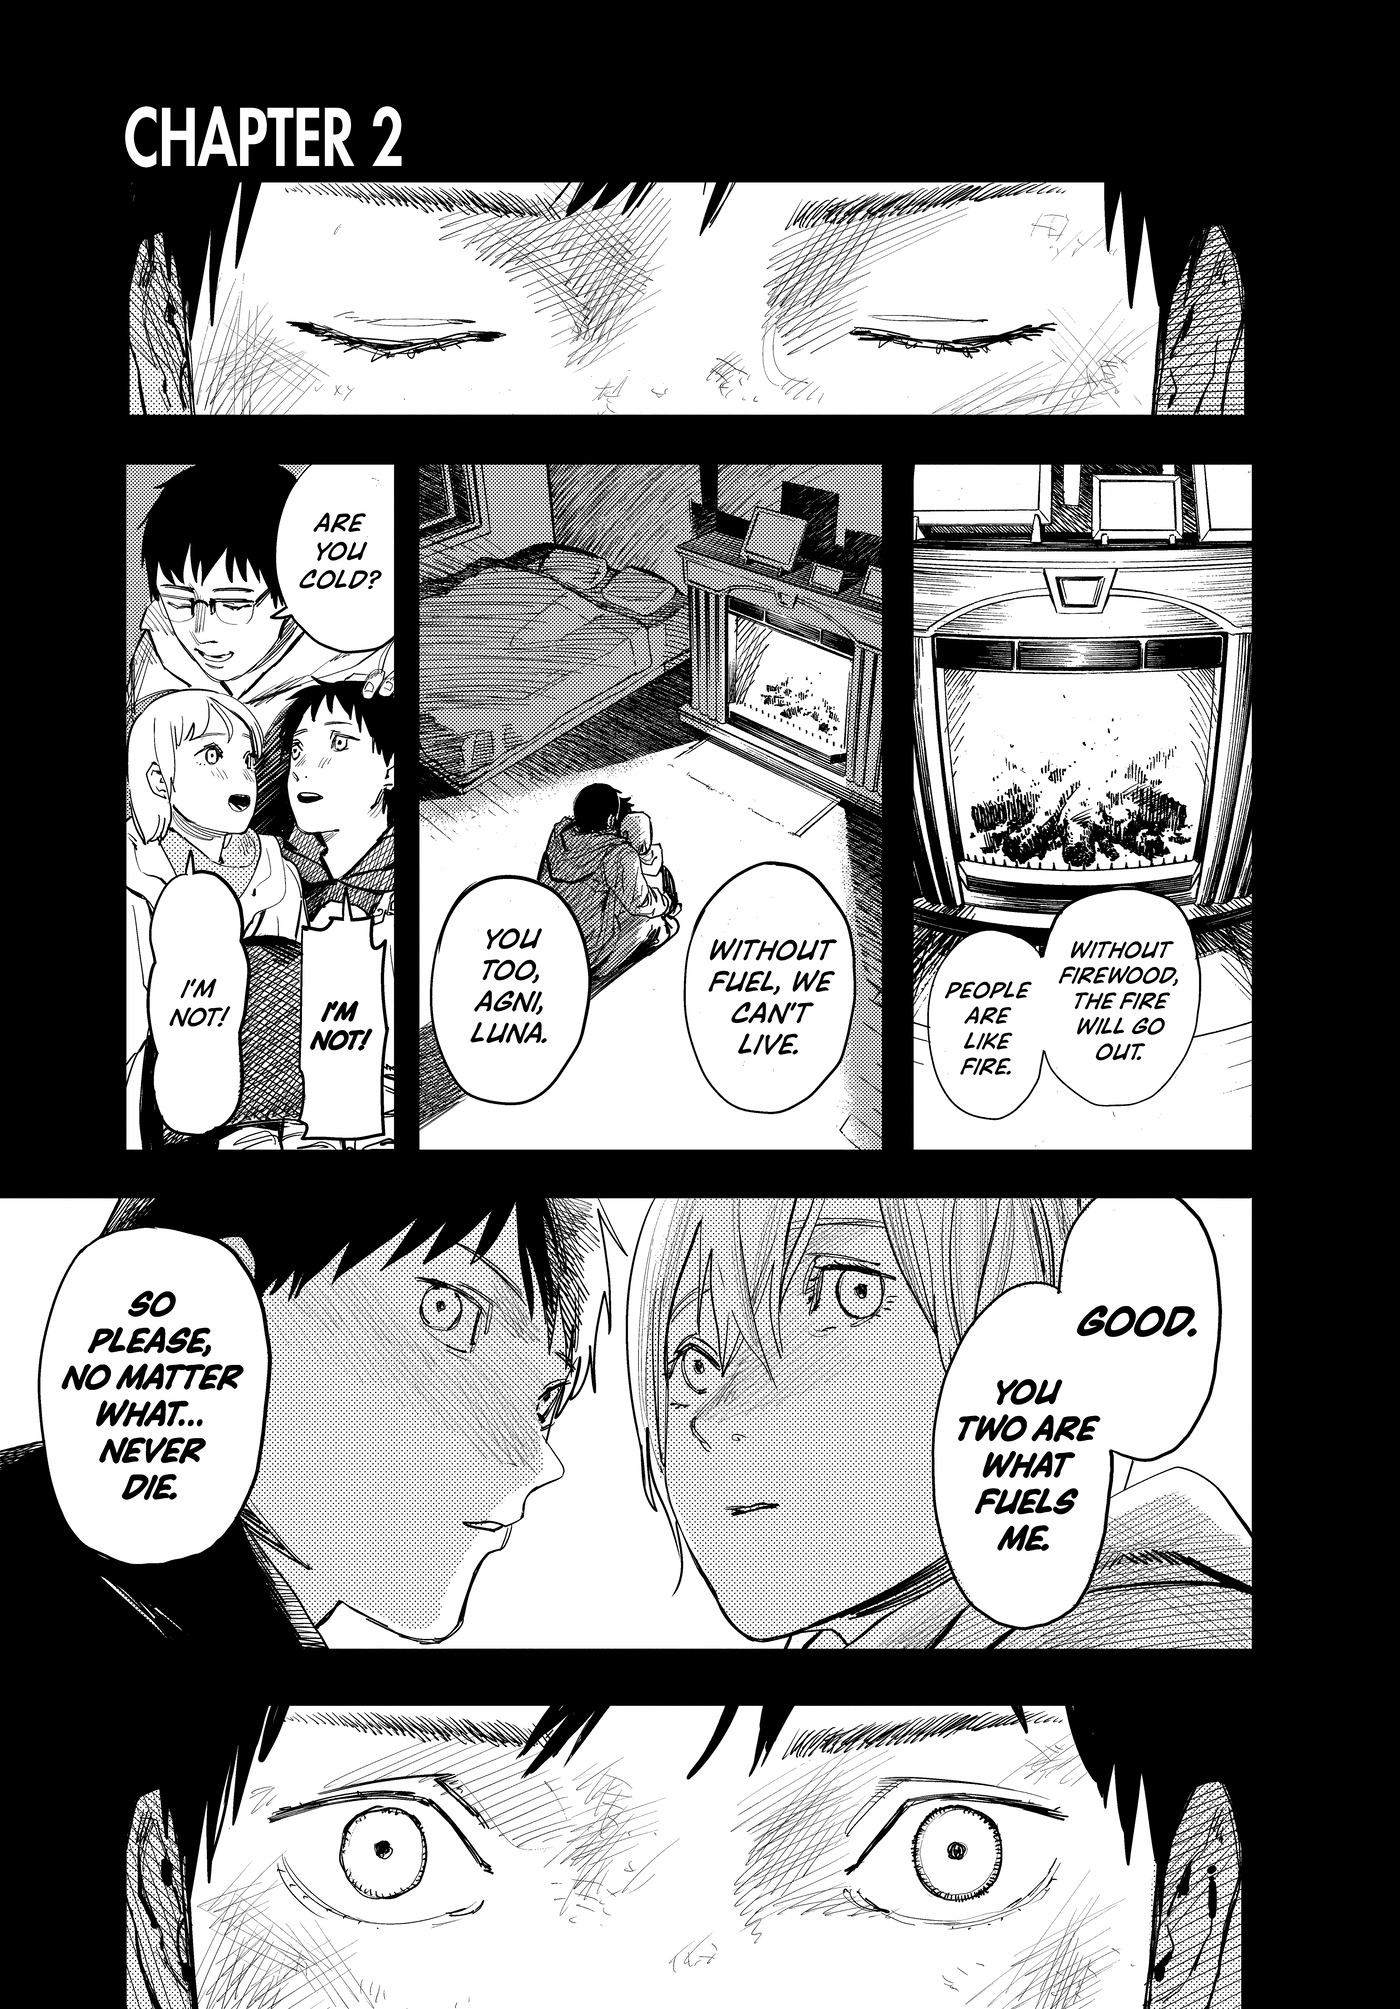 CHAPTER 2
WITHOUT
FIREWOOD,
THE FIRE
WILL GO
OUT.
PEOPLE
ARE
LIKE
FIRE.
WITHOUT
FUEL, WE
CAN'T
LIVE.
YOU
TOO,
AGNI,
LUNA.
ARE
YOU
COLD?
I'M
NOT!
I'M
NOT!
GOOD.
YOU
TWO ARE
WHAT
FUELS
ME.
SO
PLEASE,
NO MATTER
WHAT...
NEVER
DIE.